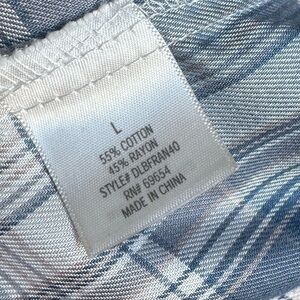 L
55% COTTON
45% RAYON
STYLE# DLBFRAN40
RN# 69654
MADE IN CHINA